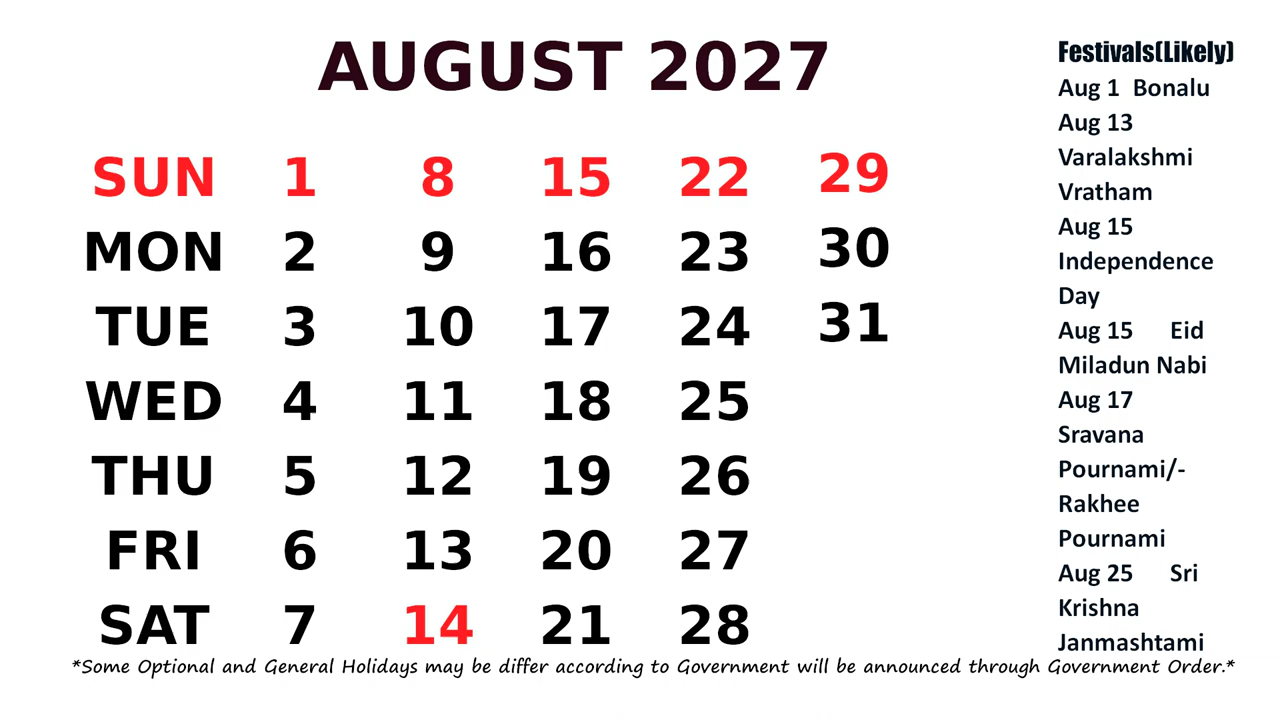 AUGUST 2027
SUN 1 8 15 22 29
MON 2 9 16 23 30
TUE 3 10 17 24 31
WED 4 11 18 25
THU 5 12 19 26
FRI 6 13 20 27
SAT 7 14 21 28
Festivals(Likely)
Aug 1 Bonalu
Aug 13
Varalakshmi
Vratham
Aug 15
Independence
Day
Aug 15 Eid
Miladun Nabi
Aug 17
Sravana
Pournami/-
Rakhee
Pournami
Aug 25 Sri
Krishna
Janmashtami
*Some Optional and General Holidays may be differ according to Government will be announced through Government Order.*